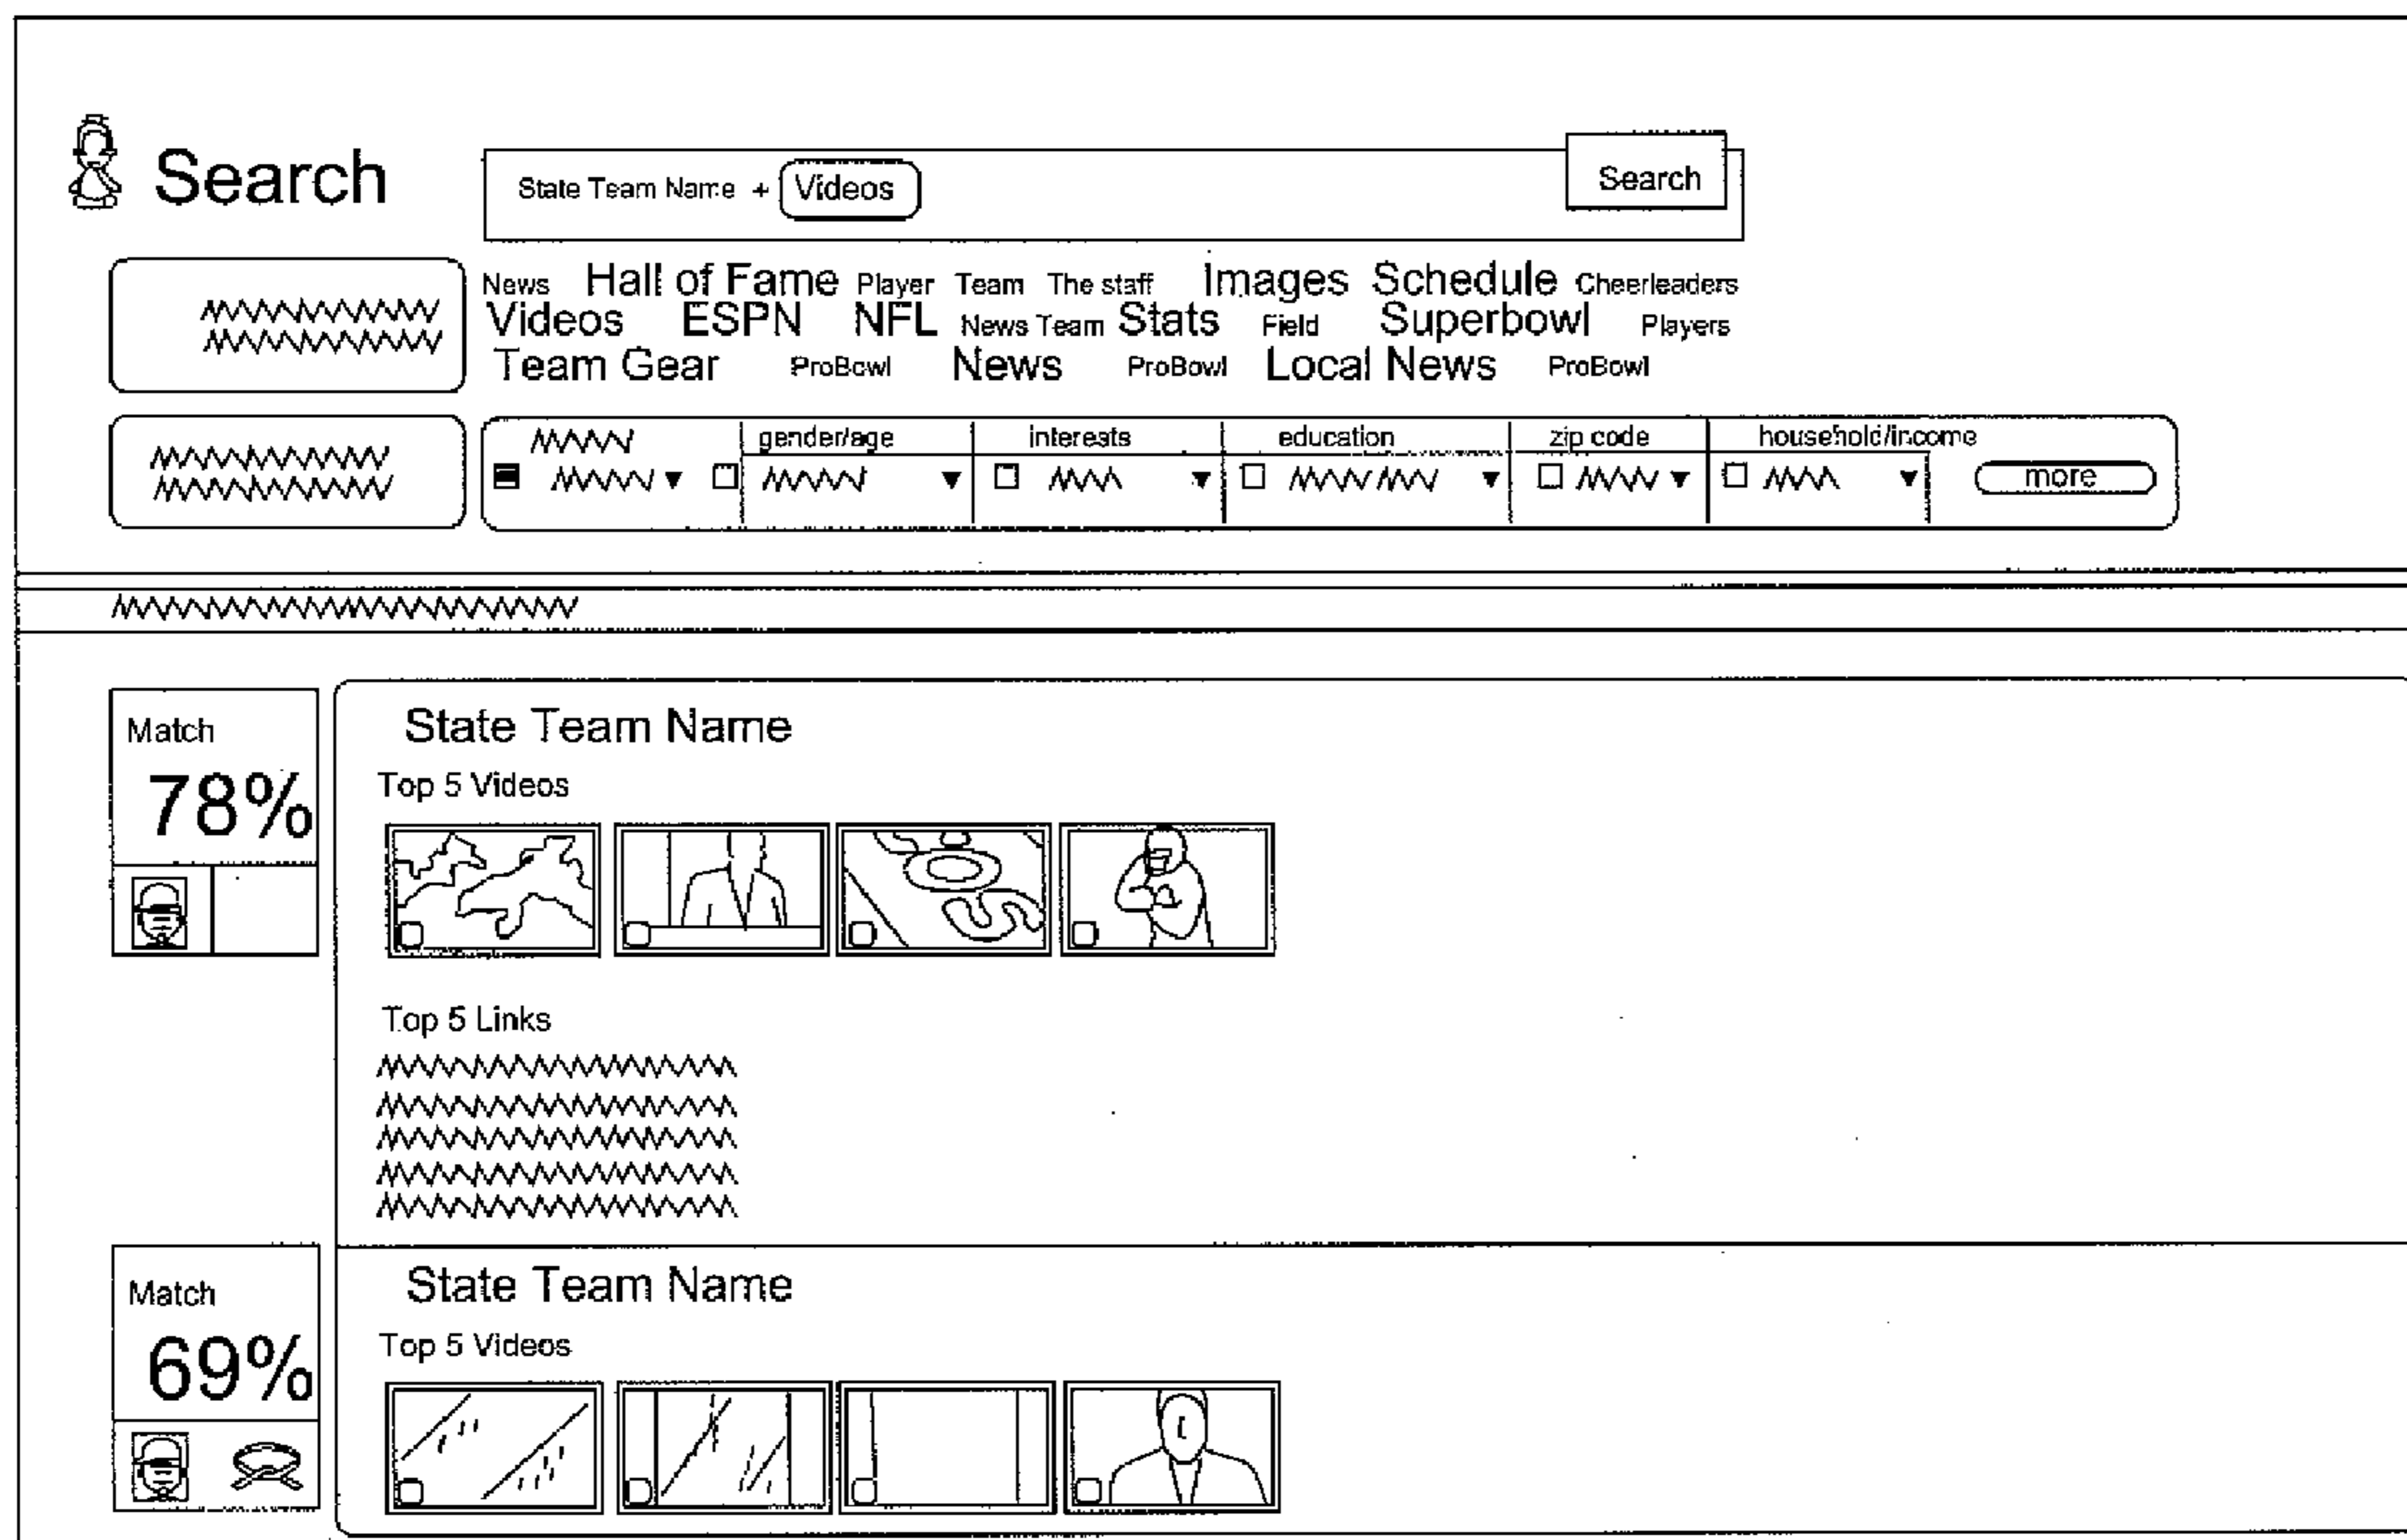 Search
State Team Name + Videos
Search
News Hall of Fame Player Team The staff Images Schedule Cheerleaders
Videos ESPN NFL News Team Stats Field Superbowl Players
Team Gear ProBowl News ProBowl Local News ProBowl
gender/age interests education zip code household/income
more
Match
78%
State Team Name
Top 5 Videos
Top 5 Links
Match
69%
State Team Name
Top 5 Videos